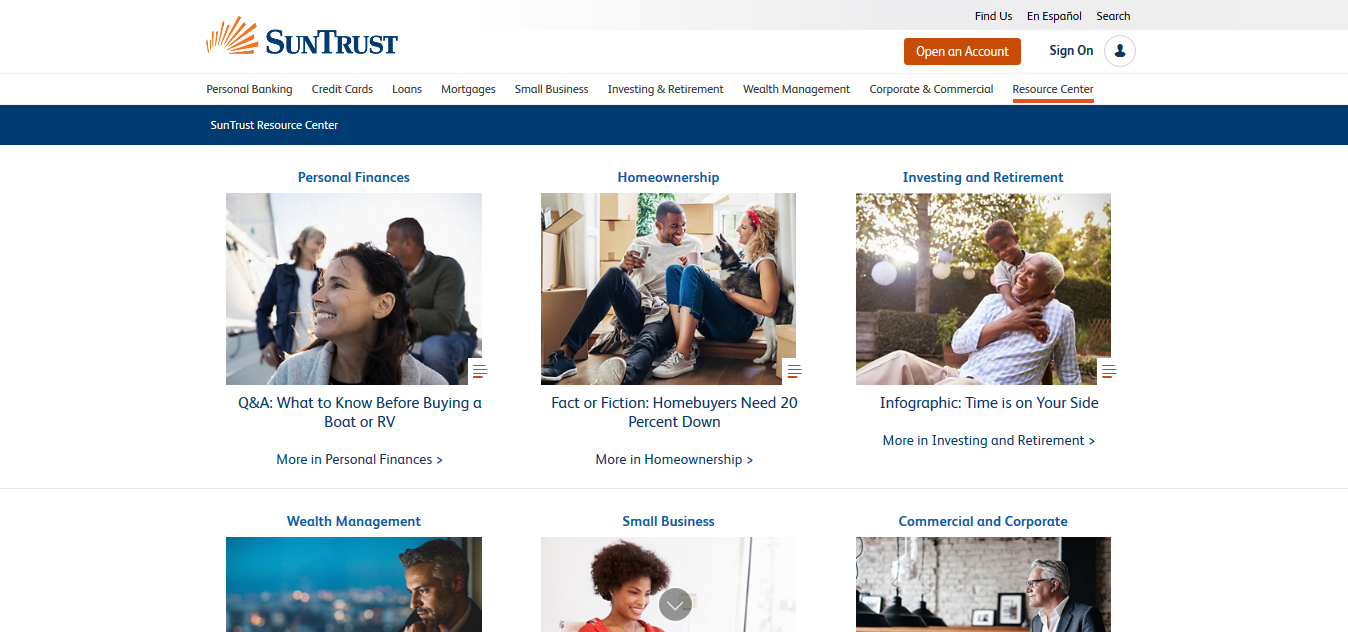 Find Us En Español Search
SUNTRUST
Open an Account Sign On
Personal Banking Credit Cards Loans Mortgages Small Business Investing & Retirement Wealth Management Corporate & Commercial Resource Center
SunTrust Resource Center
Personal Finances
Homeownership
Investing and Retirement
Q&A: What to Know Before Buying a
Boat or RV
More in Personal Finances >
Fact or Fiction: Homebuyers Need 20
Percent Down
More in Homeownership >
Infographic: Time is on Your Side
More in Investing and Retirement >
Wealth Management
Small Business
Commercial and Corporate